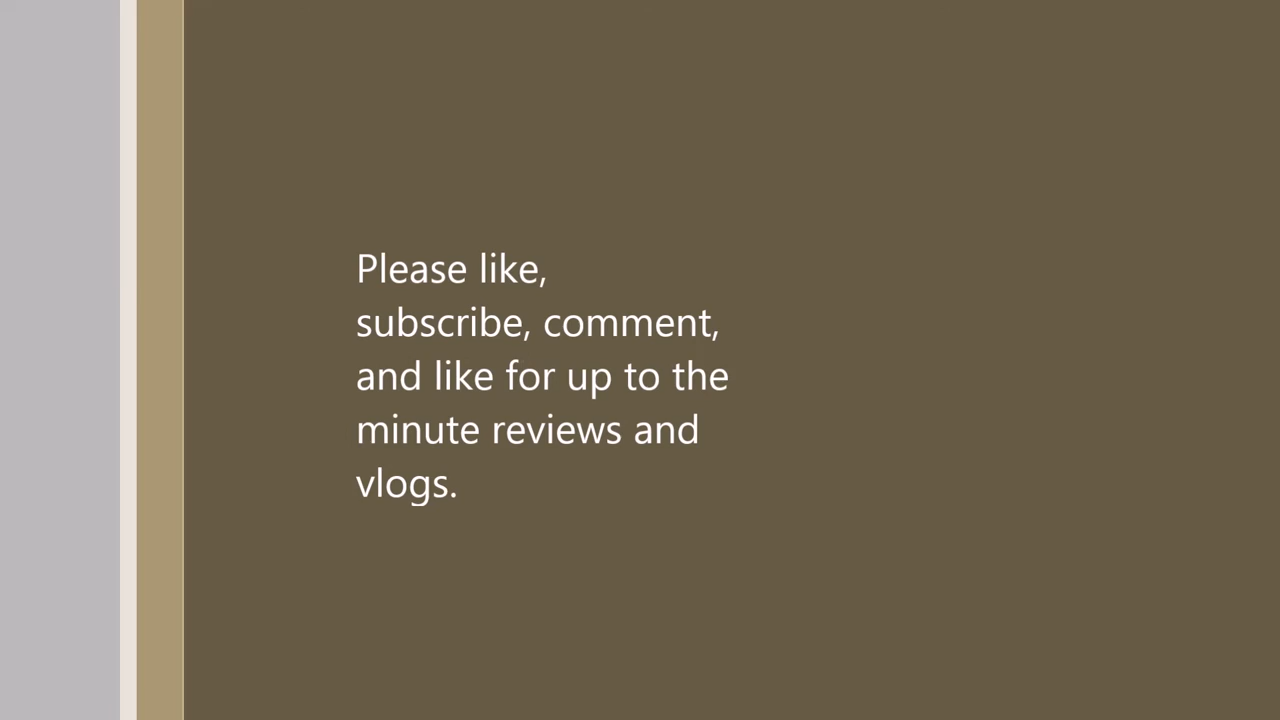 Please like,
subscribe, comment,
and like for up to the
minute reviews and
vlogs.